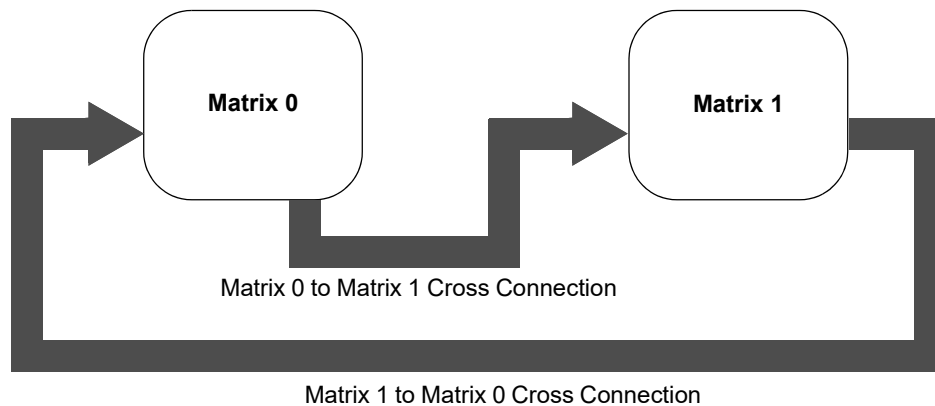 Matrix 0
Matrix 1
Matrix 0 to Matrix 1 Cross Connection
Matrix 1 to Matrix 0 Cross Connection